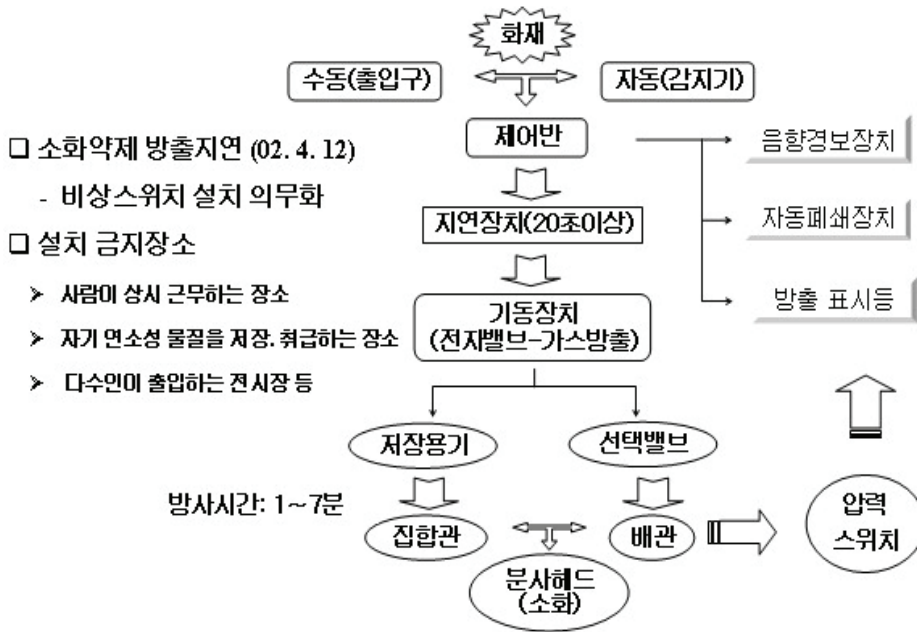 화재
수동(출입구)
자동(감지기)
제어반
음향경보장치
❑ 소화약제 방출지연 (02. 4. 12)
- 비상스위치 설치 의무화
지연장치(20초이상)
자동폐쇄장치
❑ 설치 금지장소
➢ 사람이 상시 근무하는 장소
기동장치
(전자밸브-가스방출)
방출 표시등
➢ 자기 연소성 물질을 저장. 취급하는 장소
➢ 다수인이 출입하는 전시장 등
저장용기
선택밸브
방사시간: 1~7분
집합관
배관
압력
스위치
분사헤드
(소화)